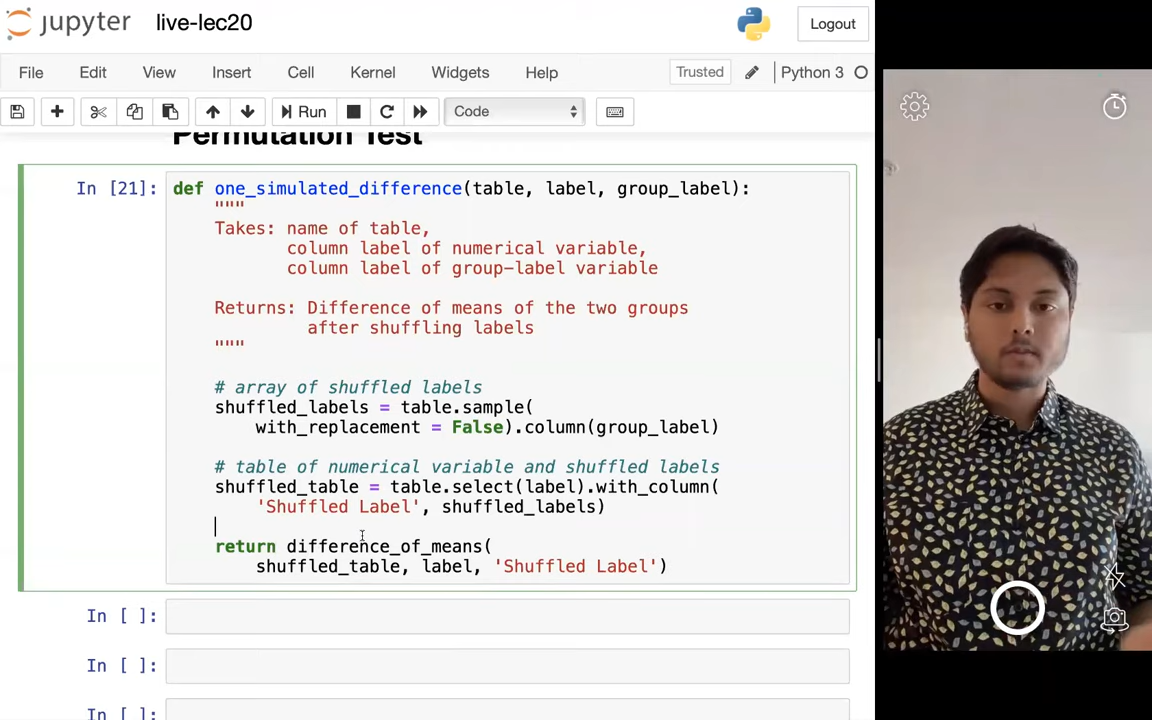 jupyter live-lec20
Logout
File Edit View Insert Cell Kernel Widgets Help
Trusted Python 3
Run Code
Permutation Test
In [21]: def one_simulated_difference(table, label, group_label):
"""
Takes: name of table,
column label of numerical variable,
column label of group-label variable
Returns: Difference of means of the two groups
after shuffling labels
"""
# array of shuffled labels
shuffled_labels = table.sample(
with_replacement = False).column(group_label)
# table of numerical variable and shuffled labels
shuffled_table = table.select(label).with_column(
'Shuffled Label', shuffled_labels)
return difference_of_means(
shuffled_table, label, 'Shuffled Label')
In [ ]:
In [ ]:
In [ ]: